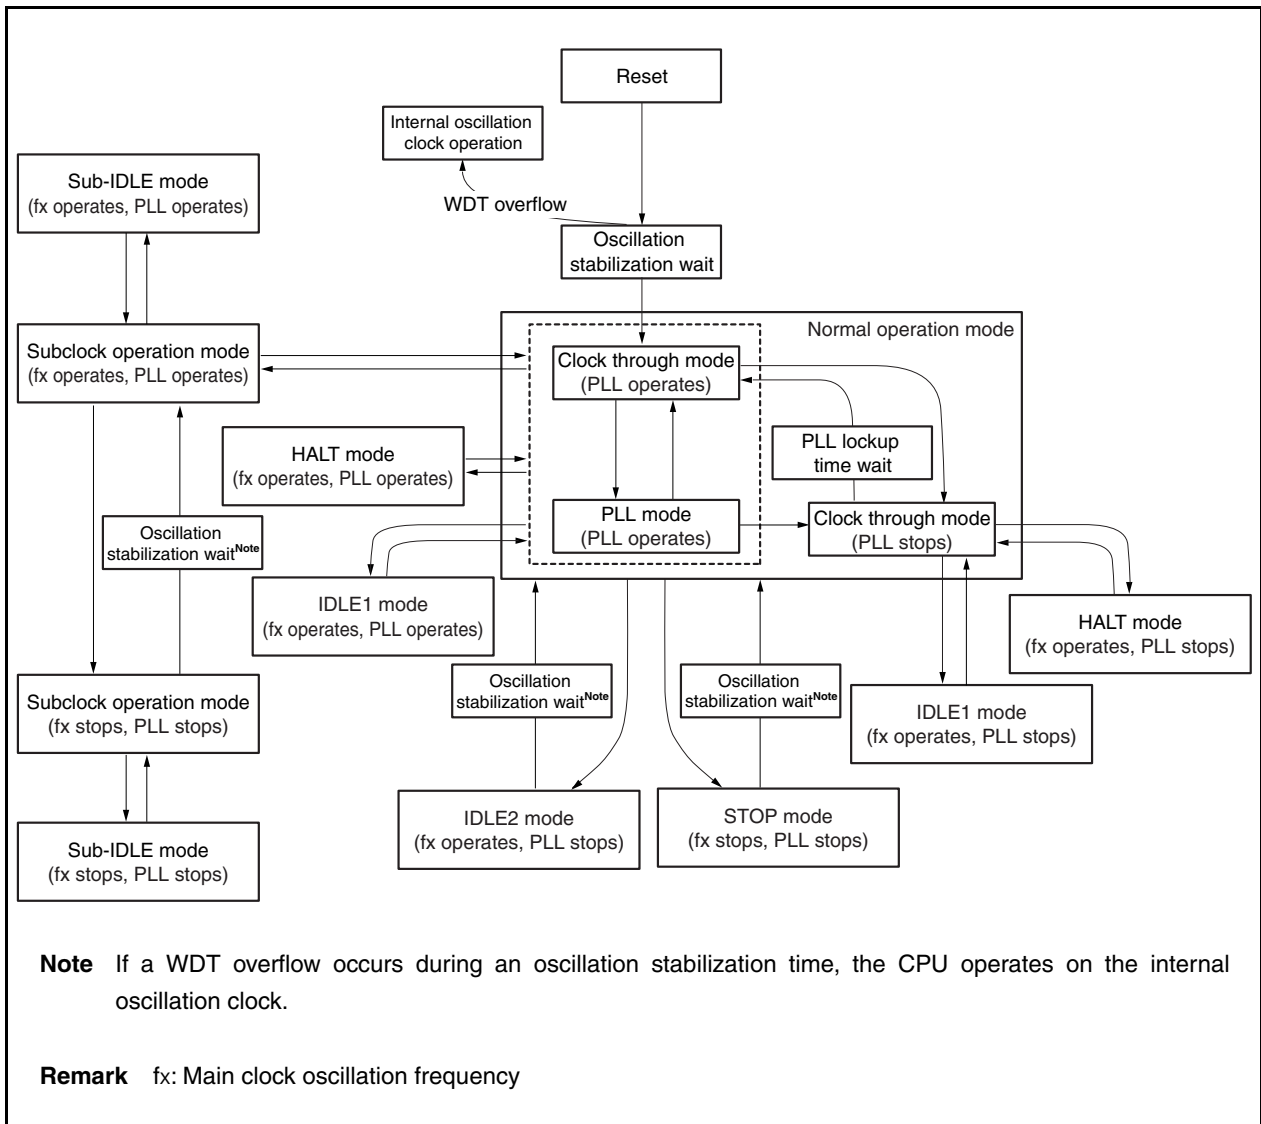 Reset
Internal oscillation
clock operation
WDT overflow
Sub-IDLE mode
(fx operates, PLL operates)
Oscillation
stabilization wait
Normal operation mode
Subclock operation mode
(fx operates, PLL operates)
Clock through mode
(PLL operates)
HALT mode
(fx operates, PLL operates)
PLL lockup
time wait
PLL mode
(PLL operates)
Clock through mode
(PLL stops)
Oscillation
stabilization waitNote
IDLE1 mode
(fx operates, PLL operates)
HALT mode
(fx operates, PLL stops)
Oscillation
stabilization waitNote
Oscillation
stabilization waitNote
Subclock operation mode
(fx stops, PLL stops)
IDLE1 mode
(fx operates, PLL stops)
IDLE2 mode
(fx operates, PLL stops)
STOP mode
(fx stops, PLL stops)
Sub-IDLE mode
(fx stops, PLL stops)
Note If a WDT overflow occurs during an oscillation stabilization time, the CPU operates on the internal
oscillation clock.
Remark fx: Main clock oscillation frequency